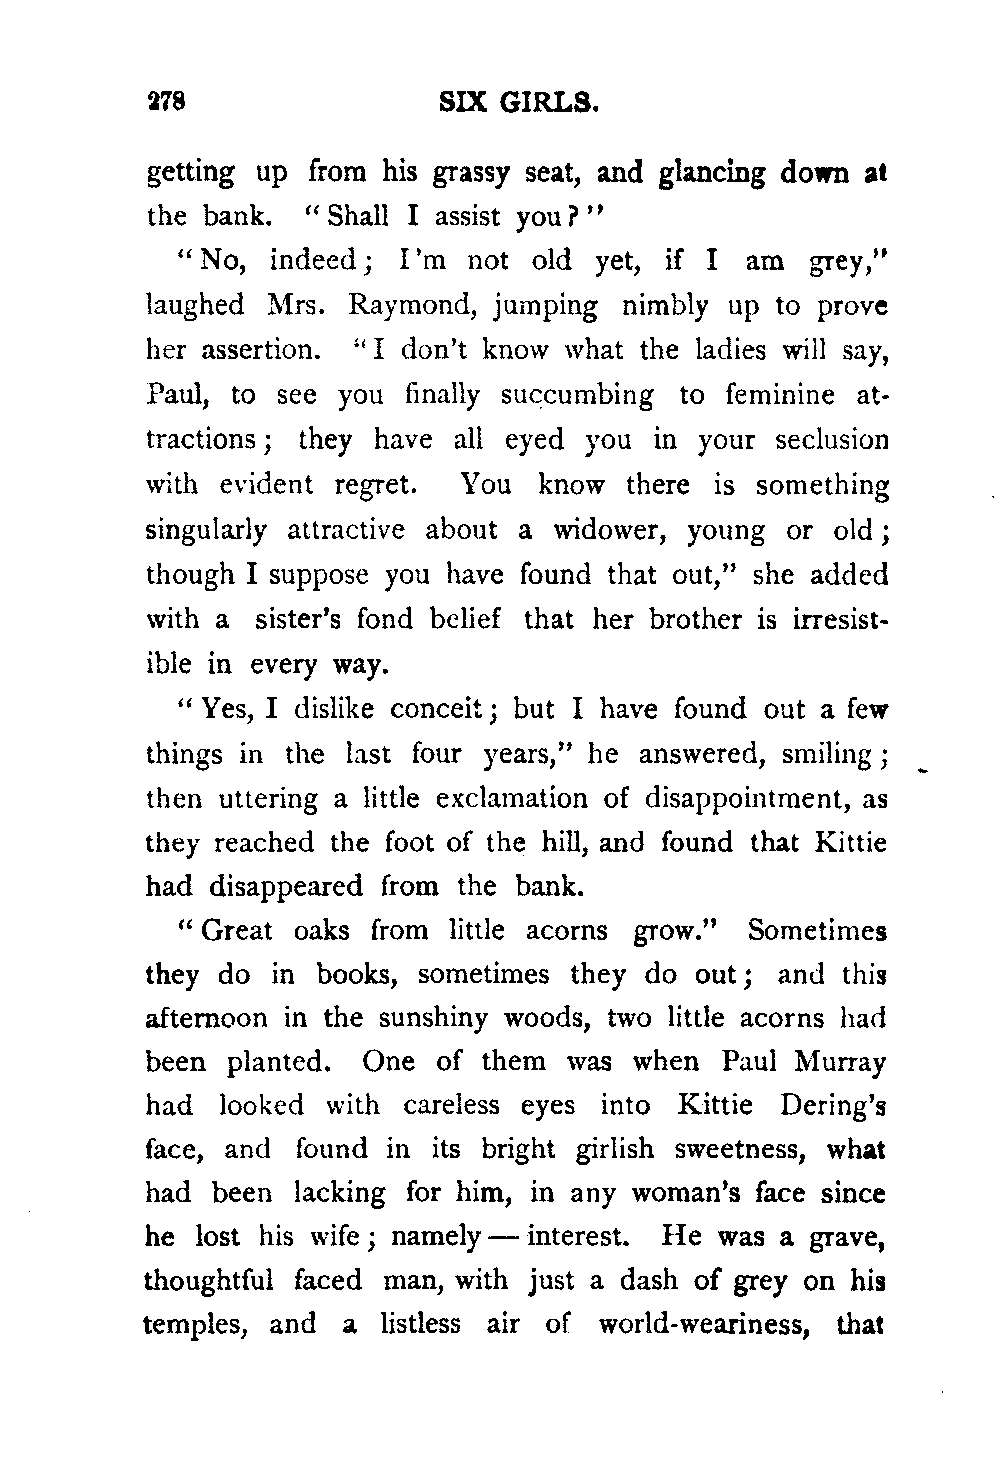 278 SIX GIRLS.
getting up from his grassy seat, and glancing down at
the bank. "Shall I assist you?"
"No, indeed; I'm not old yet, if I am grey,"
laughed Mrs. Raymond, jumping nimbly up to prove
her assertion. "I don't know what the ladies will say,
Paul, to see you finally succumbing to feminine at-
tractions; they have all eyed you in your seclusion
with evident regret. You know there is something
singularly attractive about a widower, young or old;
though I suppose you have found that out," she added
with a sister's fond belief that her brother is irresist-
ible in every way.
"Yes, I dislike conceit; but I have found out a few
things in the last four years," he answered, smiling;
then uttering a little exclamation of disappointment, as
they reached the foot of the hill, and found that Kittie
had disappeared from the bank.
"Great oaks from little acorns grow." Sometimes
they do in books, sometimes they do out; and this
afternoon in the sunshiny woods, two little acorns had
been planted. One of them was when Paul Murray
had looked with careless eyes into Kittie Dering's
face, and found in its bright girlish sweetness, what
had been lacking for him, in any woman's face since
he lost his wife; namely — interest. He was a grave,
thoughtful faced man, with just a dash of grey on his
temples, and a listless air of world-weariness, that